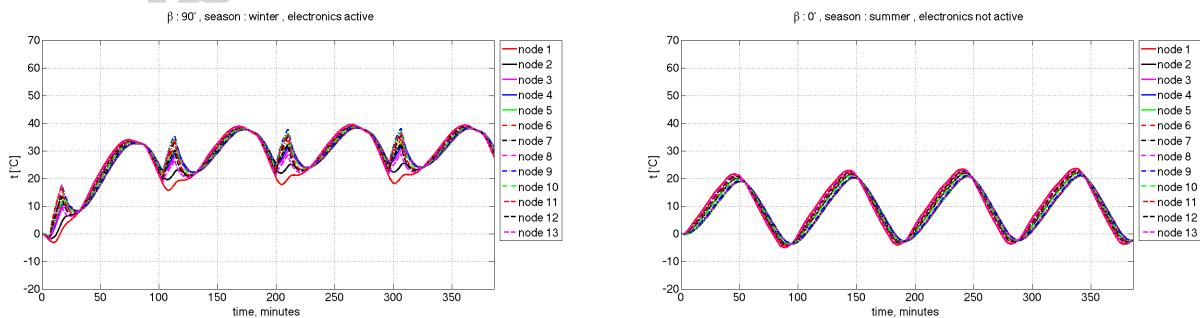 β : 90˚ , season : winter , electronics active
70
60
50
40
30
20
10
0
-10
-20
t [˚C]
0 50 100 150 200 250 300 350
time, minutes
node 1
node 2
node 3
node 4
node 5
node 6
node 7
node 8
node 9
node 10
node 11
node 12
node 13
β : 0˚ , season : summer , electronics not active
70
60
50
40
30
20
10
0
-10
-20
t [˚C]
0 50 100 150 200 250 300 350
time, minutes
node 1
node 2
node 3
node 4
node 5
node 6
node 7
node 8
node 9
node 10
node 11
node 12
node 13